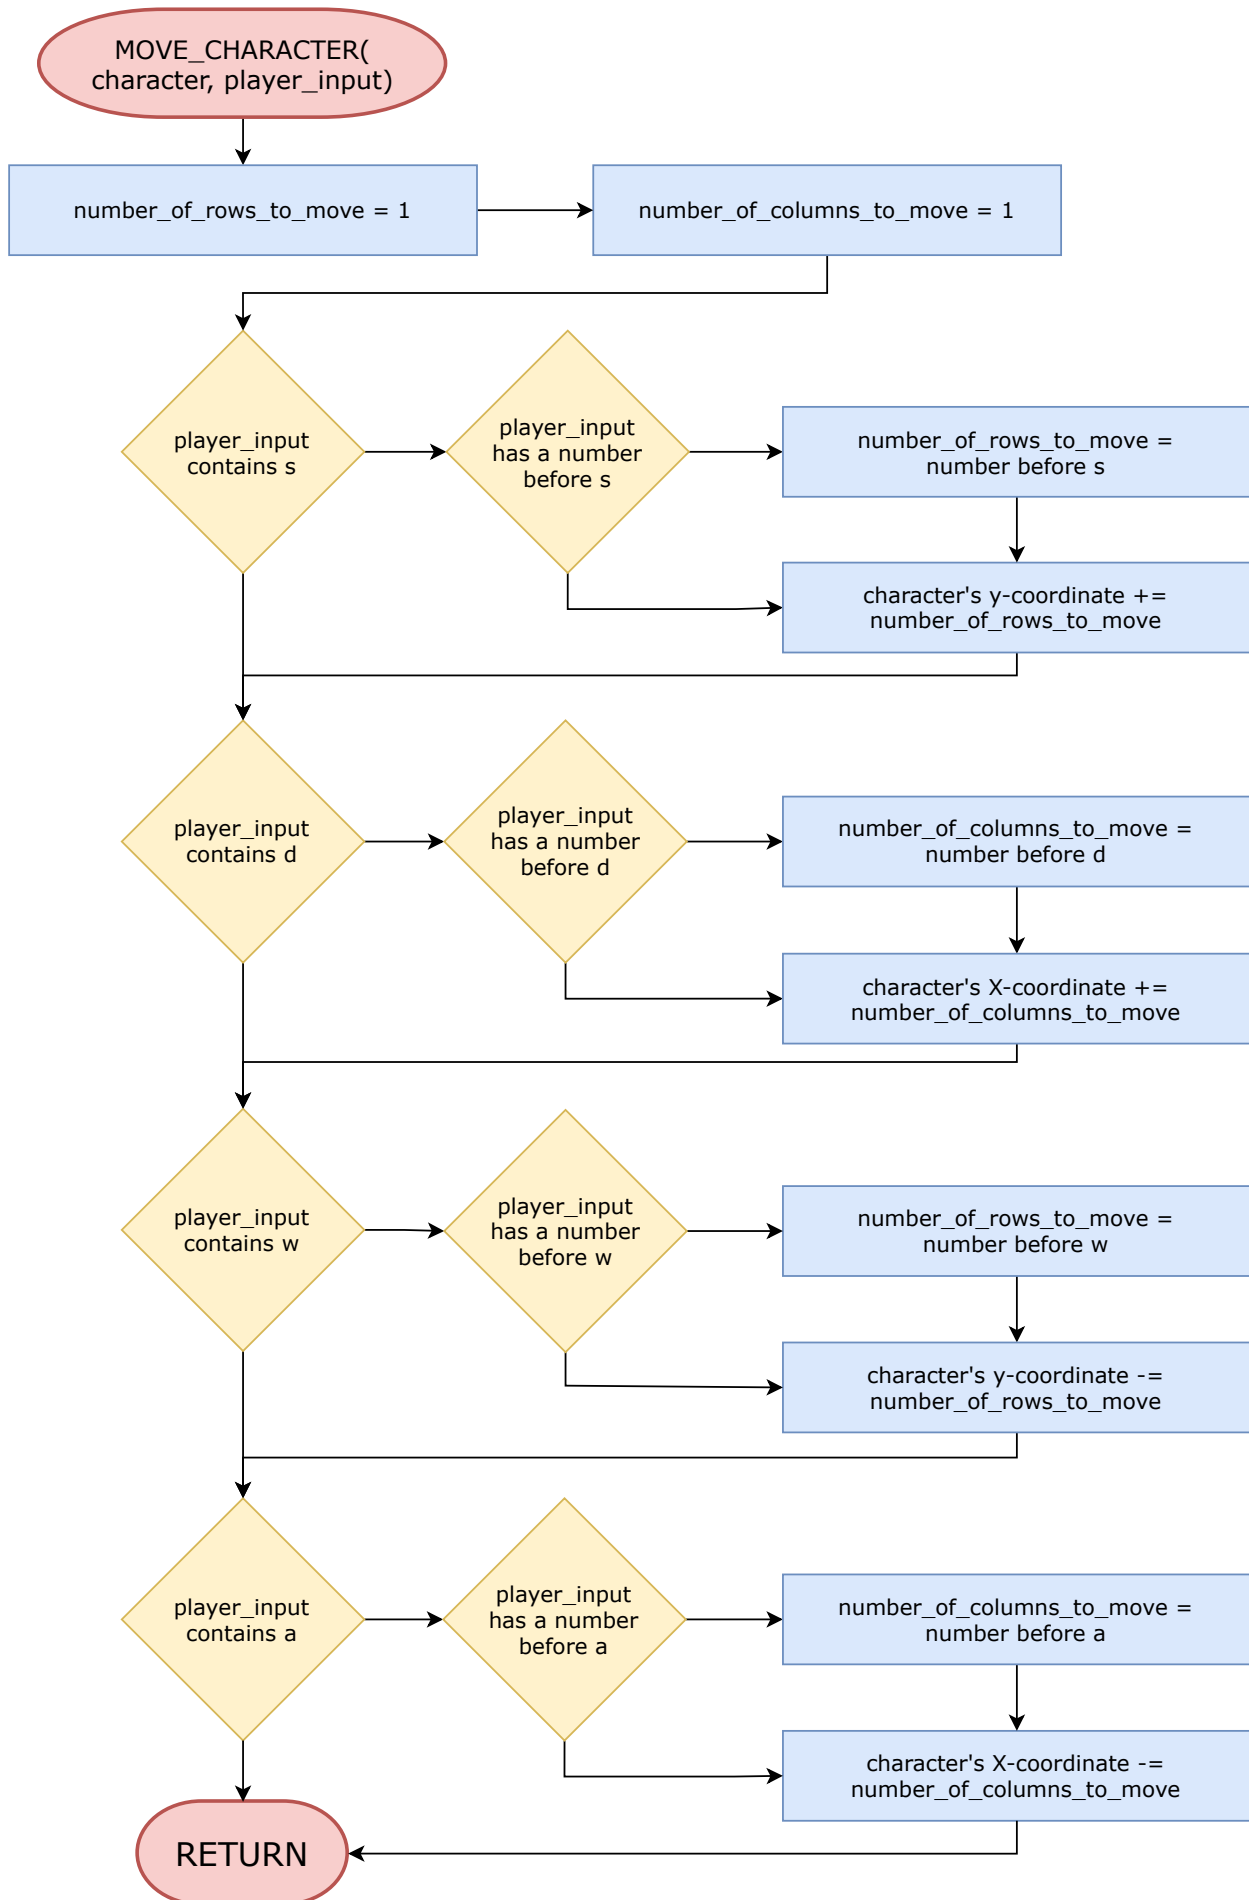 MOVE_CHARACTER(
character, player_input)
number_of_rows_to_move = 1
number_of_columns_to_move = 1
player_input
contains s
player_input
has a number
before s
number_of_rows_to_move =
number before s
character's y-coordinate +=
number_of_rows_to_move
player_input
contains d
player_input
has a number
before d
number_of_columns_to_move =
number before d
character's X-coordinate +=
number_of_columns_to_move
player_input
contains w
player_input
has a number
before w
number_of_rows_to_move =
number before w
character's y-coordinate -=
number_of_rows_to_move
player_input
contains a
player_input
has a number
before a
number_of_columns_to_move =
number before a
character's X-coordinate -=
number_of_columns_to_move
RETURN